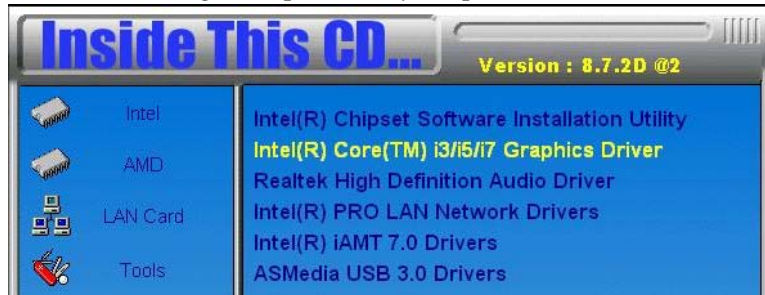 Inside This CD...
Version : 8.7.2D @2
Intel
AMD
LAN Card
Tools
Intel(R) Chipset Software Installation Utility
Intel(R) Core(TM) i3/i5/i7 Graphics Driver
Realtek High Definition Audio Driver
Intel(R) PRO LAN Network Drivers
Intel(R) iAMT 7.0 Drivers
ASMedia USB 3.0 Drivers